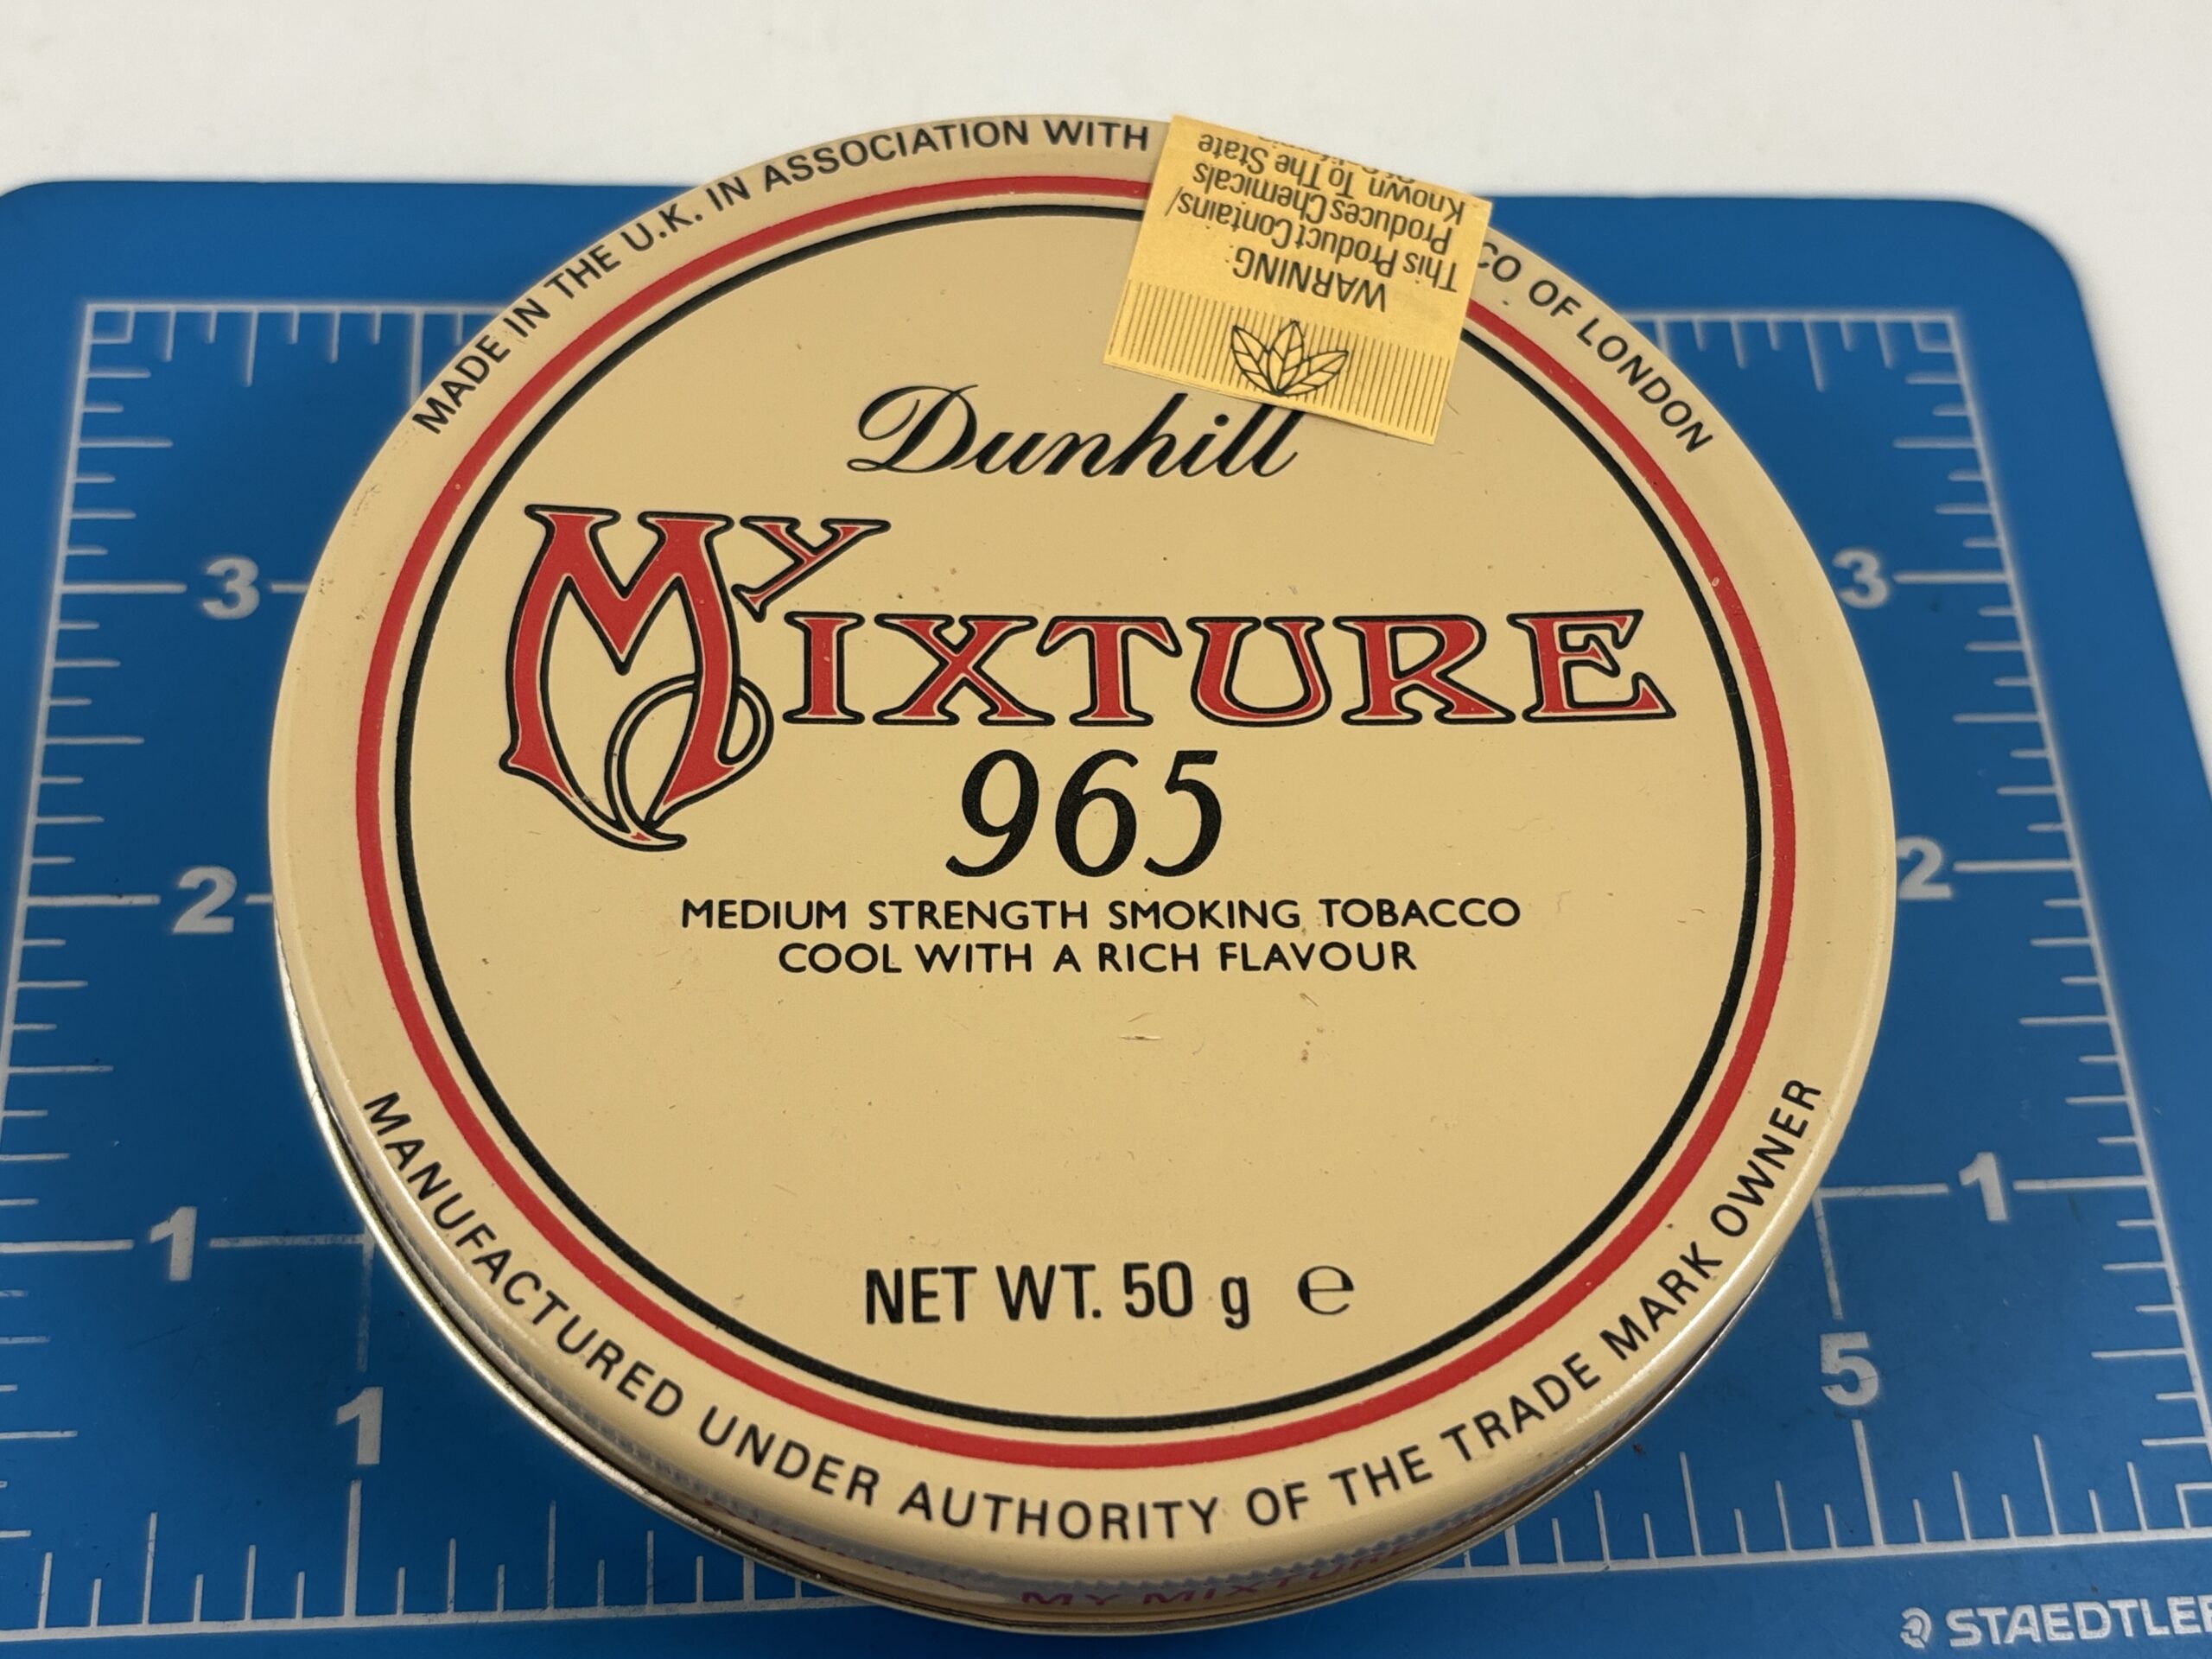 MADE IN THE U.K. IN ASSOCIATION WITH
CO OF LONDON
WARNING
This Product Contains/
Produces Chemicals
Known To The State
Dunhill
My Mixture
965
MEDIUM STRENGTH SMOKING TOBACCO
COOL WITH A RICH FLAVOUR
NET WT. 50 g ℮
MANUFACTURED UNDER AUTHORITY OF THE TRADE MARK OWNER
MY MIXTURE
3
3
2
2
1
1
1
5
STAEDTLER